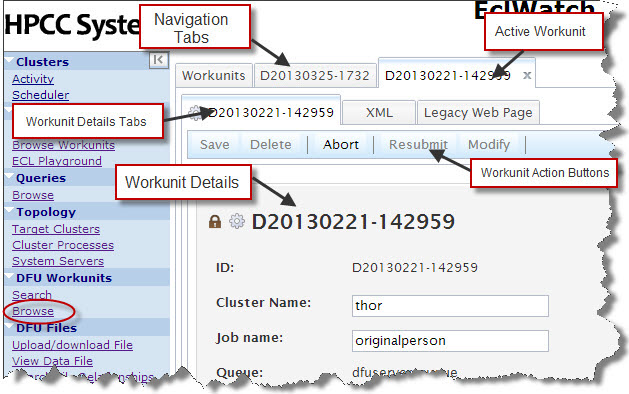 HPCC Syste
EclWatch
Navigation
Tabs
Active Workunit
Clusters
Activity
Scheduler
Workunit Details Tabs
Browse Workunits
ECL Playground
Queries
Browse
Topology
Target Clusters
Cluster Processes
System Servers
DFU Workunits
Search
Browse
DFU Files
Upload/download File
View Data File
Relationships
Workunits
D20130325-1732
D20130221-142959
x
D20130221-142959
XML
Legacy Web Page
Save
Delete
Abort
Resubmit
Modify
Workunit Details
Workunit Action Buttons
D20130221-142959
ID:
D20130221-142959
Cluster Name:
thor
Job name:
originalperson
Queue: